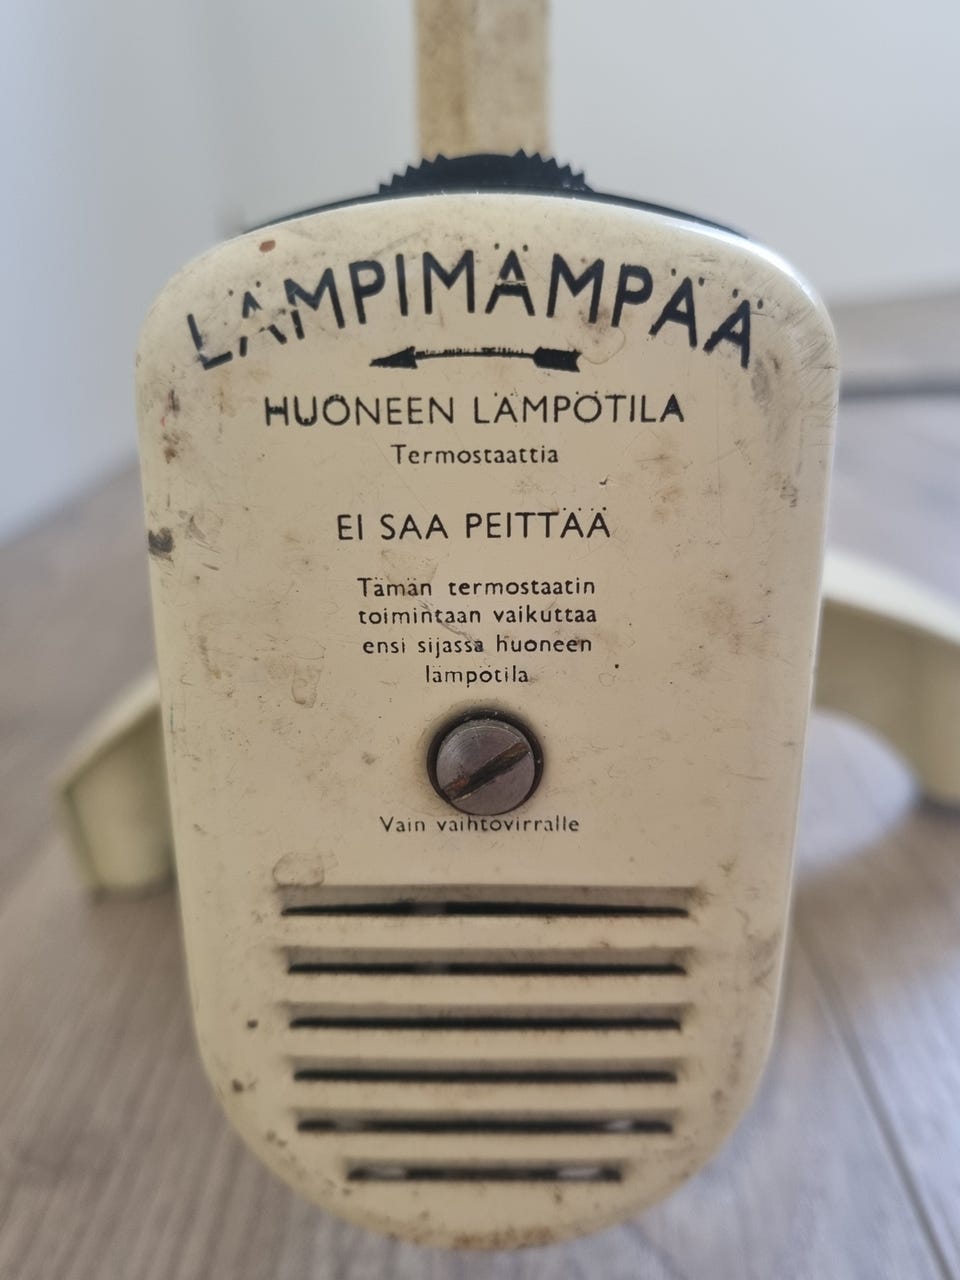 LÄMPIMÄMPÄÄ
HUONEEN LÄMPÖTILA
Termostaattia
EI SAA PEITTÄÄ
Tämän termostaatin
toimintaan vaikuttaa
ensi sijassa huoneen
lämpötila
Vain vaihtovirralle